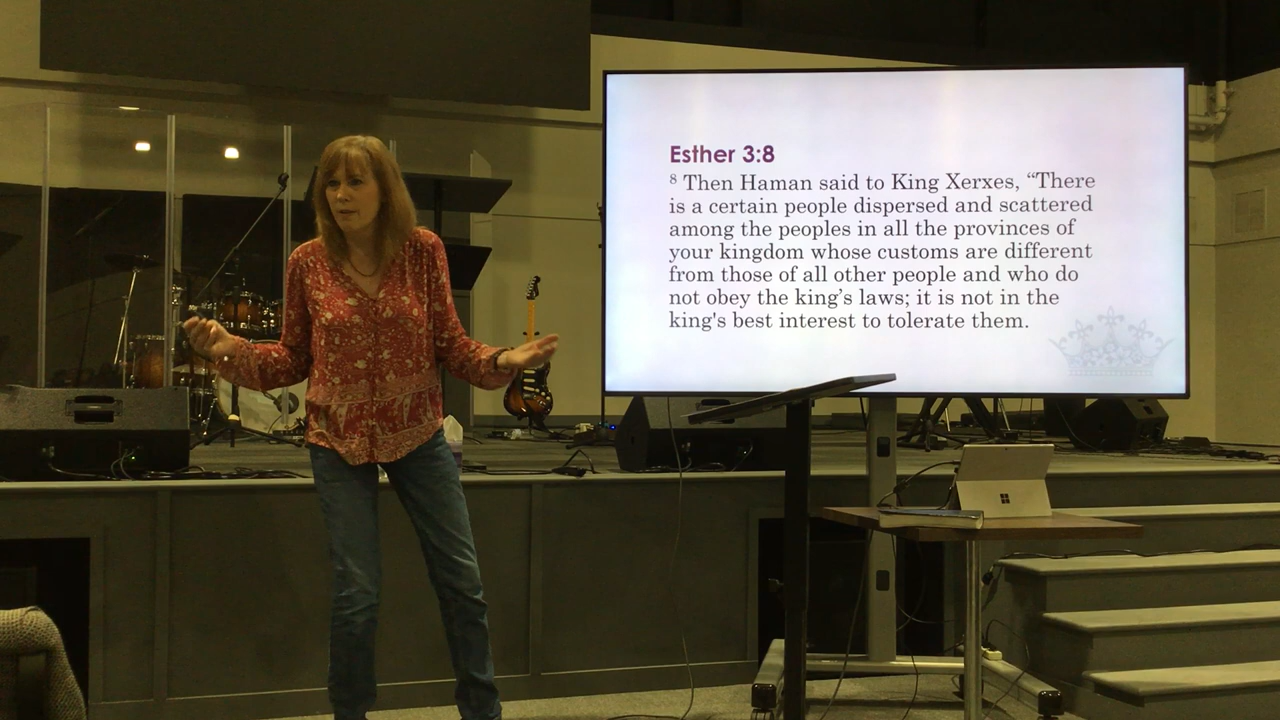 Esther 3:8
⁸ Then Haman said to King Xerxes, “There
is a certain people dispersed and scattered
among the peoples in all the provinces of
your kingdom whose customs are different
from those of all other people and who do
not obey the king’s laws; it is not in the
king's best interest to tolerate them.